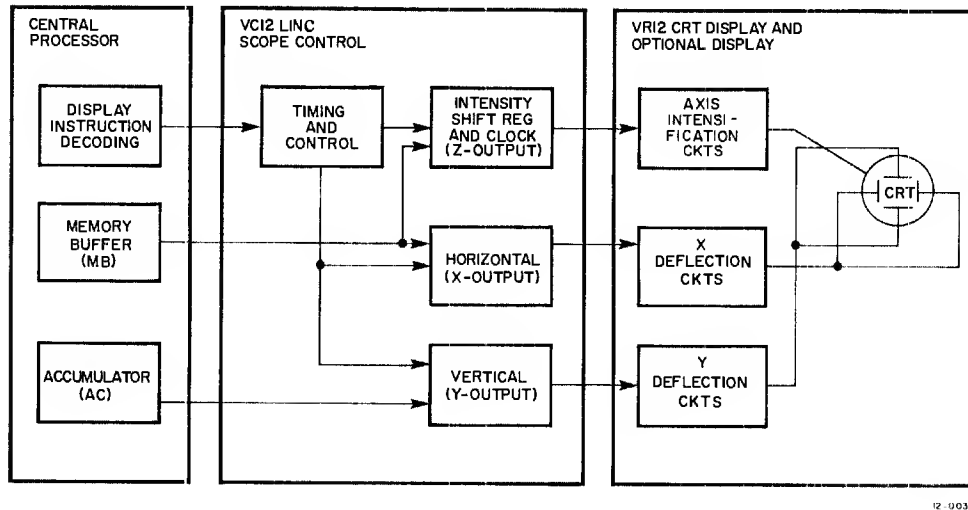 CENTRAL
PROCESSOR
DISPLAY
INSTRUCTION
DECODING
MEMORY
BUFFER
(MB)
ACCUMULATOR
(AC)
VC12 LINC
SCOPE CONTROL
TIMING
AND
CONTROL
INTENSITY
SHIFT REG
AND CLOCK
(Z-OUTPUT)
HORIZONTAL
(X-OUTPUT)
VERTICAL
(Y-OUTPUT)
VR12 CRT DISPLAY AND
OPTIONAL DISPLAY
AXIS
INTENSI-
FICATION
CKTS
X
DEFLECTION
CKTS
Y
DEFLECTION
CKTS
CRT
12-003